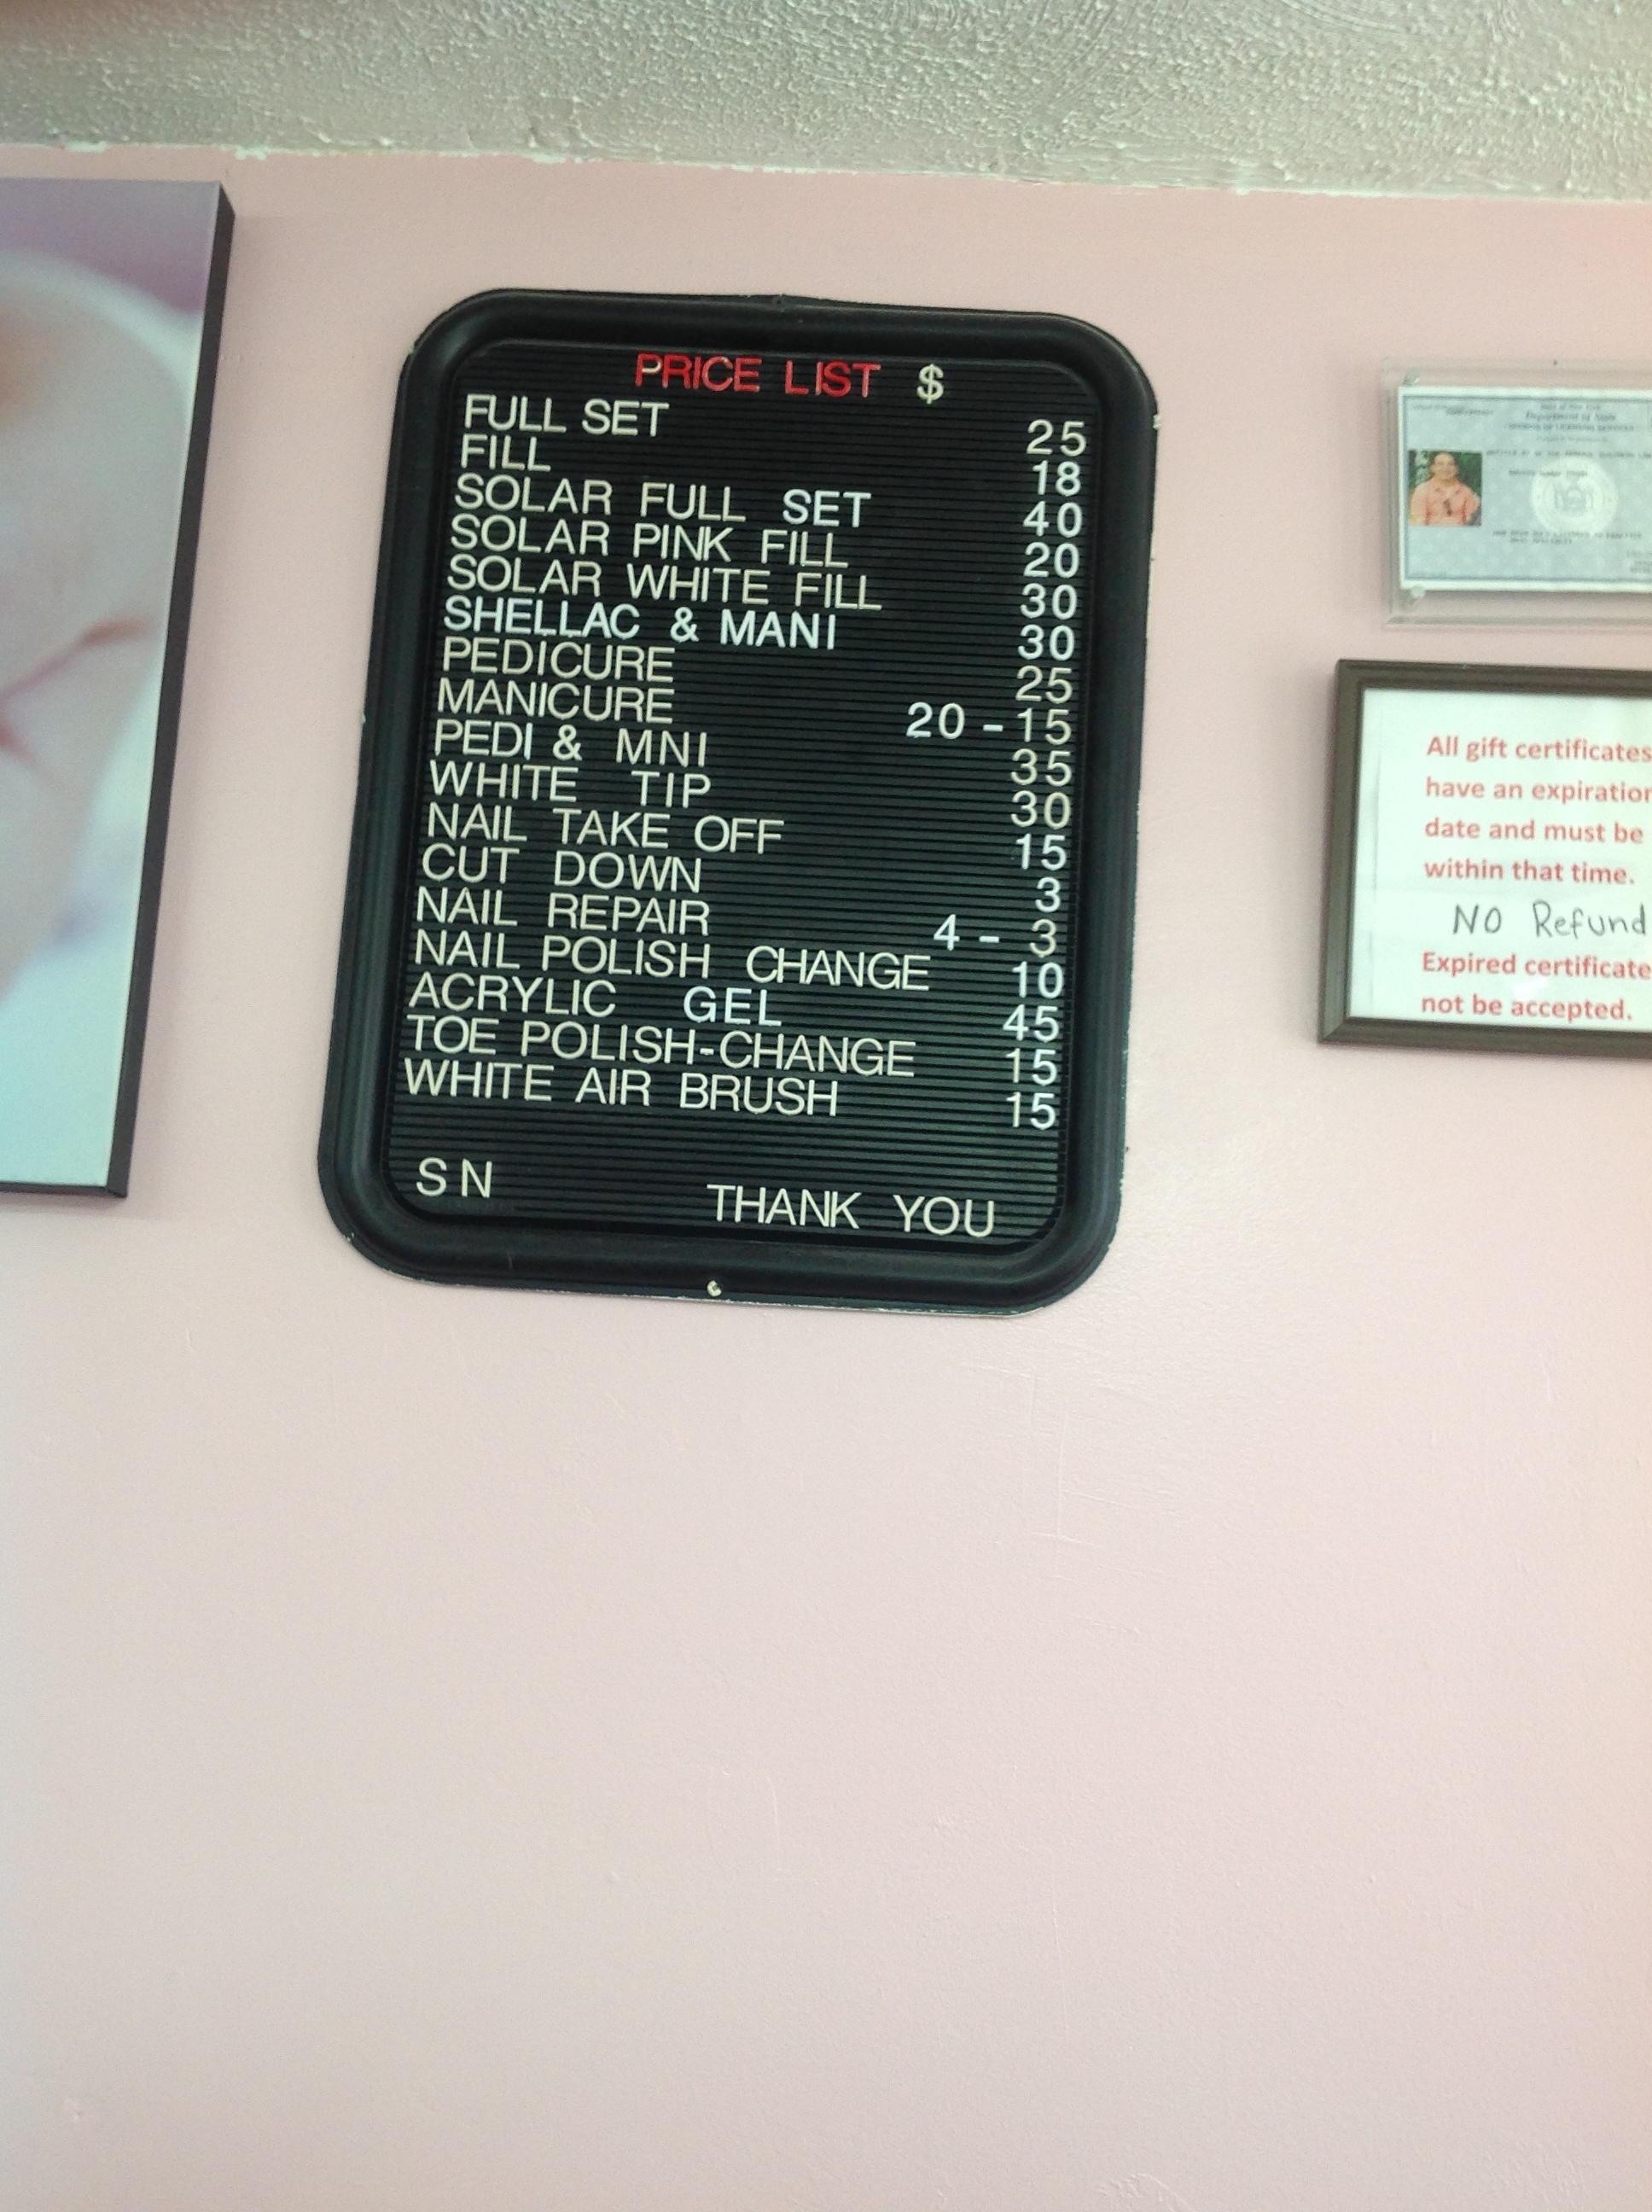 PRICE LIST $
FULL SET 25
FILL 18
SOLAR FULL SET 40
SOLAR PINK FILL 20
SOLAR WHITE FILL 30
SHELLAC & MANI 30
PEDICURE 25
MANICURE 20 - 15
PEDI & MNI 35
WHITE TIP 30
NAIL TAKE OFF 15
CUT DOWN 3
NAIL REPAIR 4 - 3
NAIL POLISH CHANGE 10
ACRYLIC GEL 45
TOE POLISH-CHANGE 15
WHITE AIR BRUSH 15
SN THANK YOU
Department of State
All gift certificates
have an expiration
date and must be
within that time.
NO Refund
Expired certificate
not be accepted.